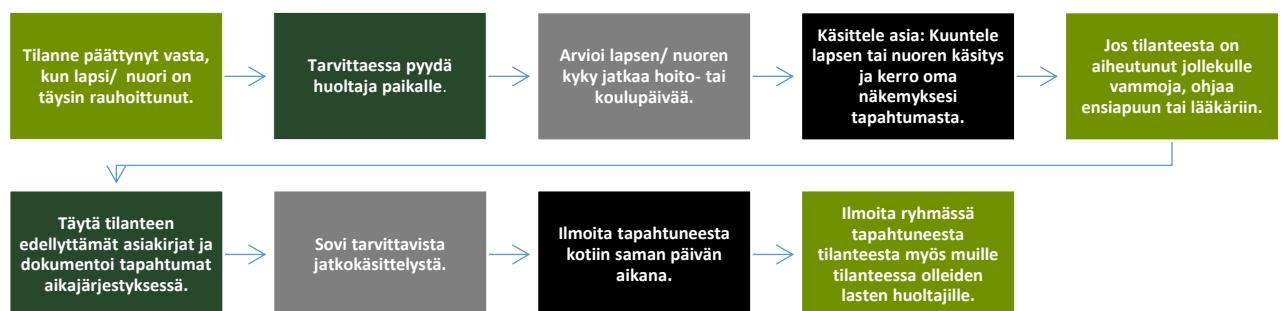 Tilanne päättynyt vasta,
kun lapsi/ nuori on
täysin rauhoittunut.
Tarvittaessa pyydä
huoltaja paikalle.
Arvioi lapsen/ nuoren
kyky jatkaa hoito- tai
koulupäivää.
Käsittele asia: Kuuntele
lapsen tai nuoren käsitys
ja kerro oma
näkemyksesi
tapahtumasta.
Jos tilanteesta on
aiheutunut jollekulle
vammoja, ohjaa
ensiapuun tai lääkäriin.
Täytä tilanteen
edellyttämät asiakirjat ja
dokumentoi tapahtumat
aikajärjestyksessä.
Sovi tarvittavista
jatkokäsittelystä.
Ilmoita tapahtuneesta
kotiin saman päivän
aikana.
Ilmoita ryhmässä
tapahtuneesta
tilanteesta myös muille
tilanteessa olleiden
lasten huoltajille.